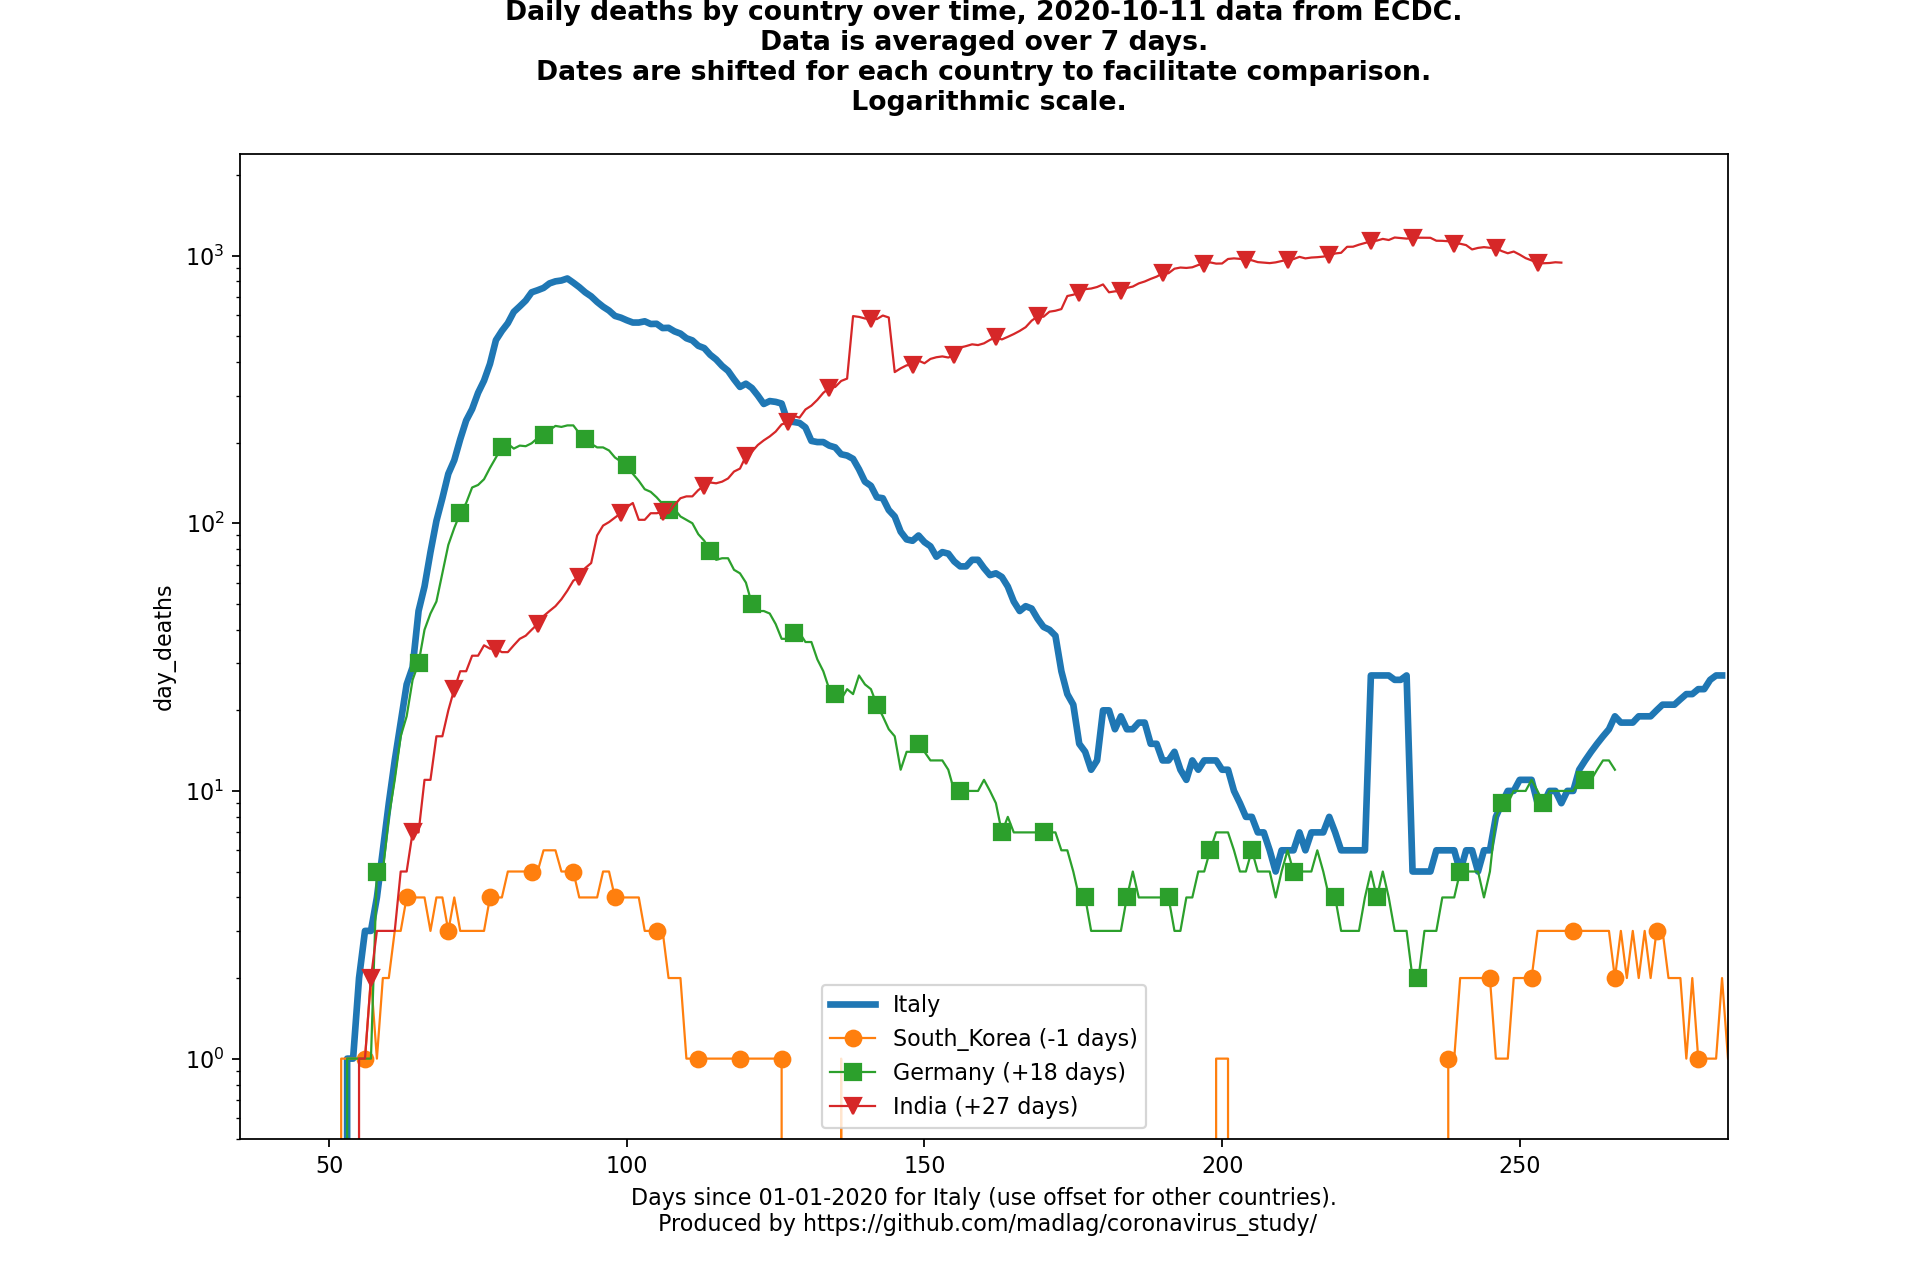 Daily deaths by country over time, 2020-10-11 data from ECDC.
Data is averaged over 7 days.
Dates are shifted for each country to facilitate comparison.
Logarithmic scale.
10³
10²
10¹
10⁰
day_deaths
Italy
South_Korea (-1 days)
Germany (+18 days)
India (+27 days)
50 100 150 200 250
Days since 01-01-2020 for Italy (use offset for other countries).
Produced by https://github.com/madlag/coronavirus_study/